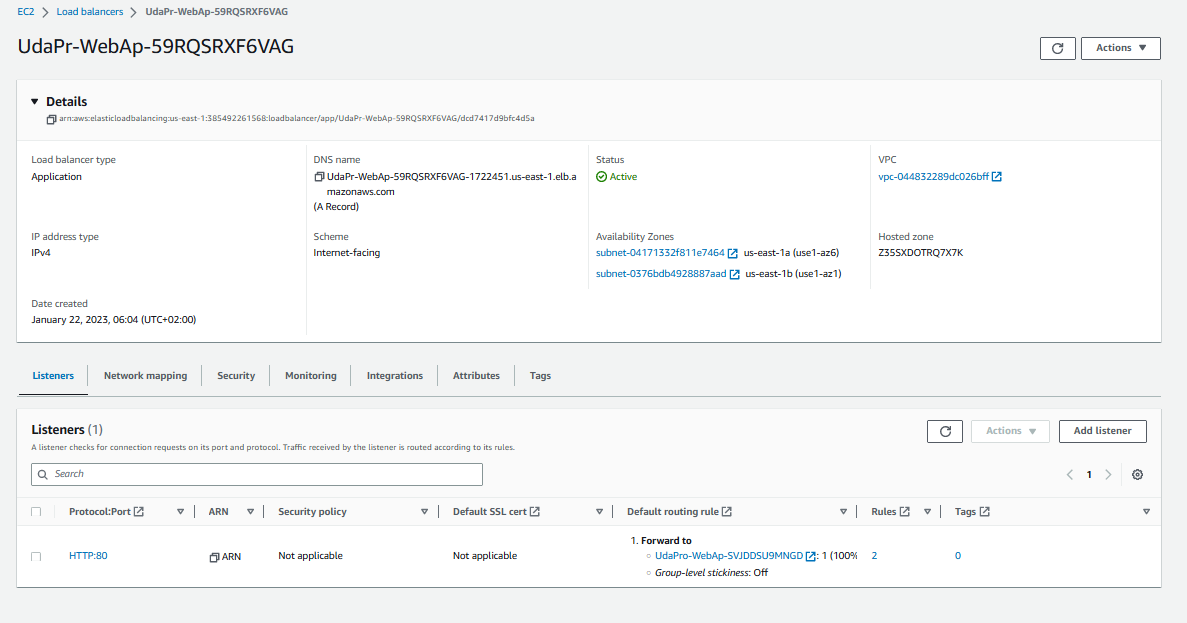 EC2 > Load balancers > UdaPr-WebAp-59RQSRXF6VAG
UdaPr-WebAp-59RQSRXF6VAG
Actions
Details
arn:aws:elasticloadbalancing:us-east-1:385492261568:loadbalancer/app/UdaPr-WebAp-59RQSRXF6VAG/dcd7417d9bfc4d5a
Load balancer type
Application
DNS name
UdaPr-WebAp-59RQSRXF6VAG-1722451.us-east-1.elb.a
mazonaws.com
(A Record)
Status
Active
VPC
vpc-044832289dc026bff
IP address type
IPv4
Scheme
Internet-facing
Availability Zones
subnet-04171332f811e7464 us-east-1a (use1-az6)
subnet-0376bdb4928887aad us-east-1b (use1-az1)
Hosted zone
Z35SXDOTRQ7X7K
Date created
January 22, 2023, 06:04 (UTC+02:00)
Listeners Network mapping Security Monitoring Integrations Attributes Tags
Listeners (1)
A listener checks for connection requests on its port and protocol. Traffic received by the listener is routed according to its rules.
Actions Add listener
Search
1
Protocol:Port ARN Security policy Default SSL cert Default routing rule Rules Tags
HTTP:80 ARN Not applicable Not applicable
1. Forward to
UdaPro-WebAp-SVJDDSU9MNGD : 1 (100%
Group-level stickiness: Off
2
0